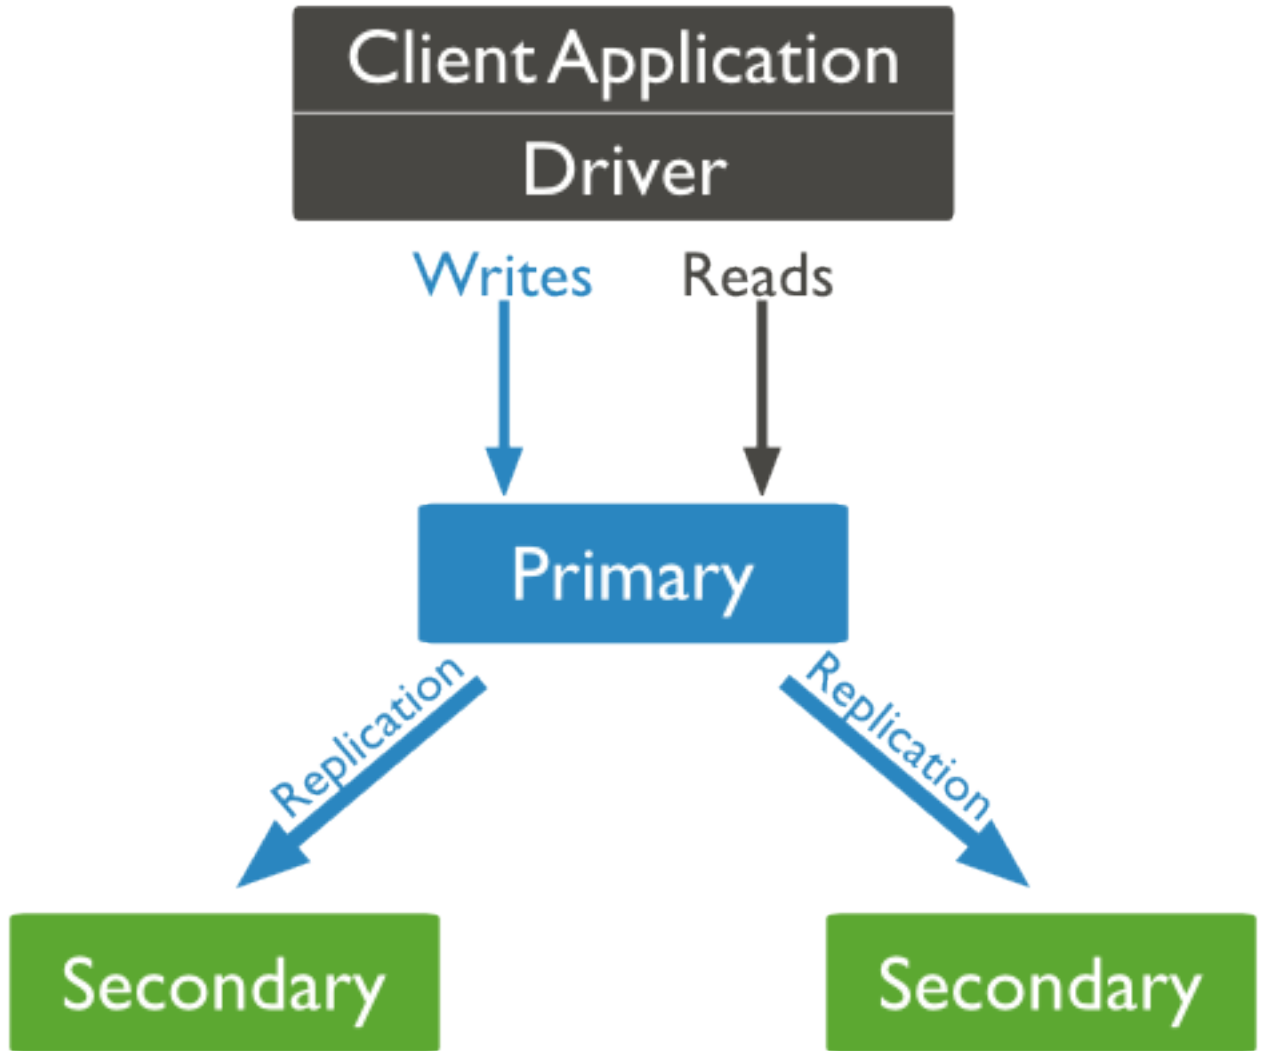 Client Application
Driver
Writes
Reads
Primary
Replication
Replication
Secondary
Secondary